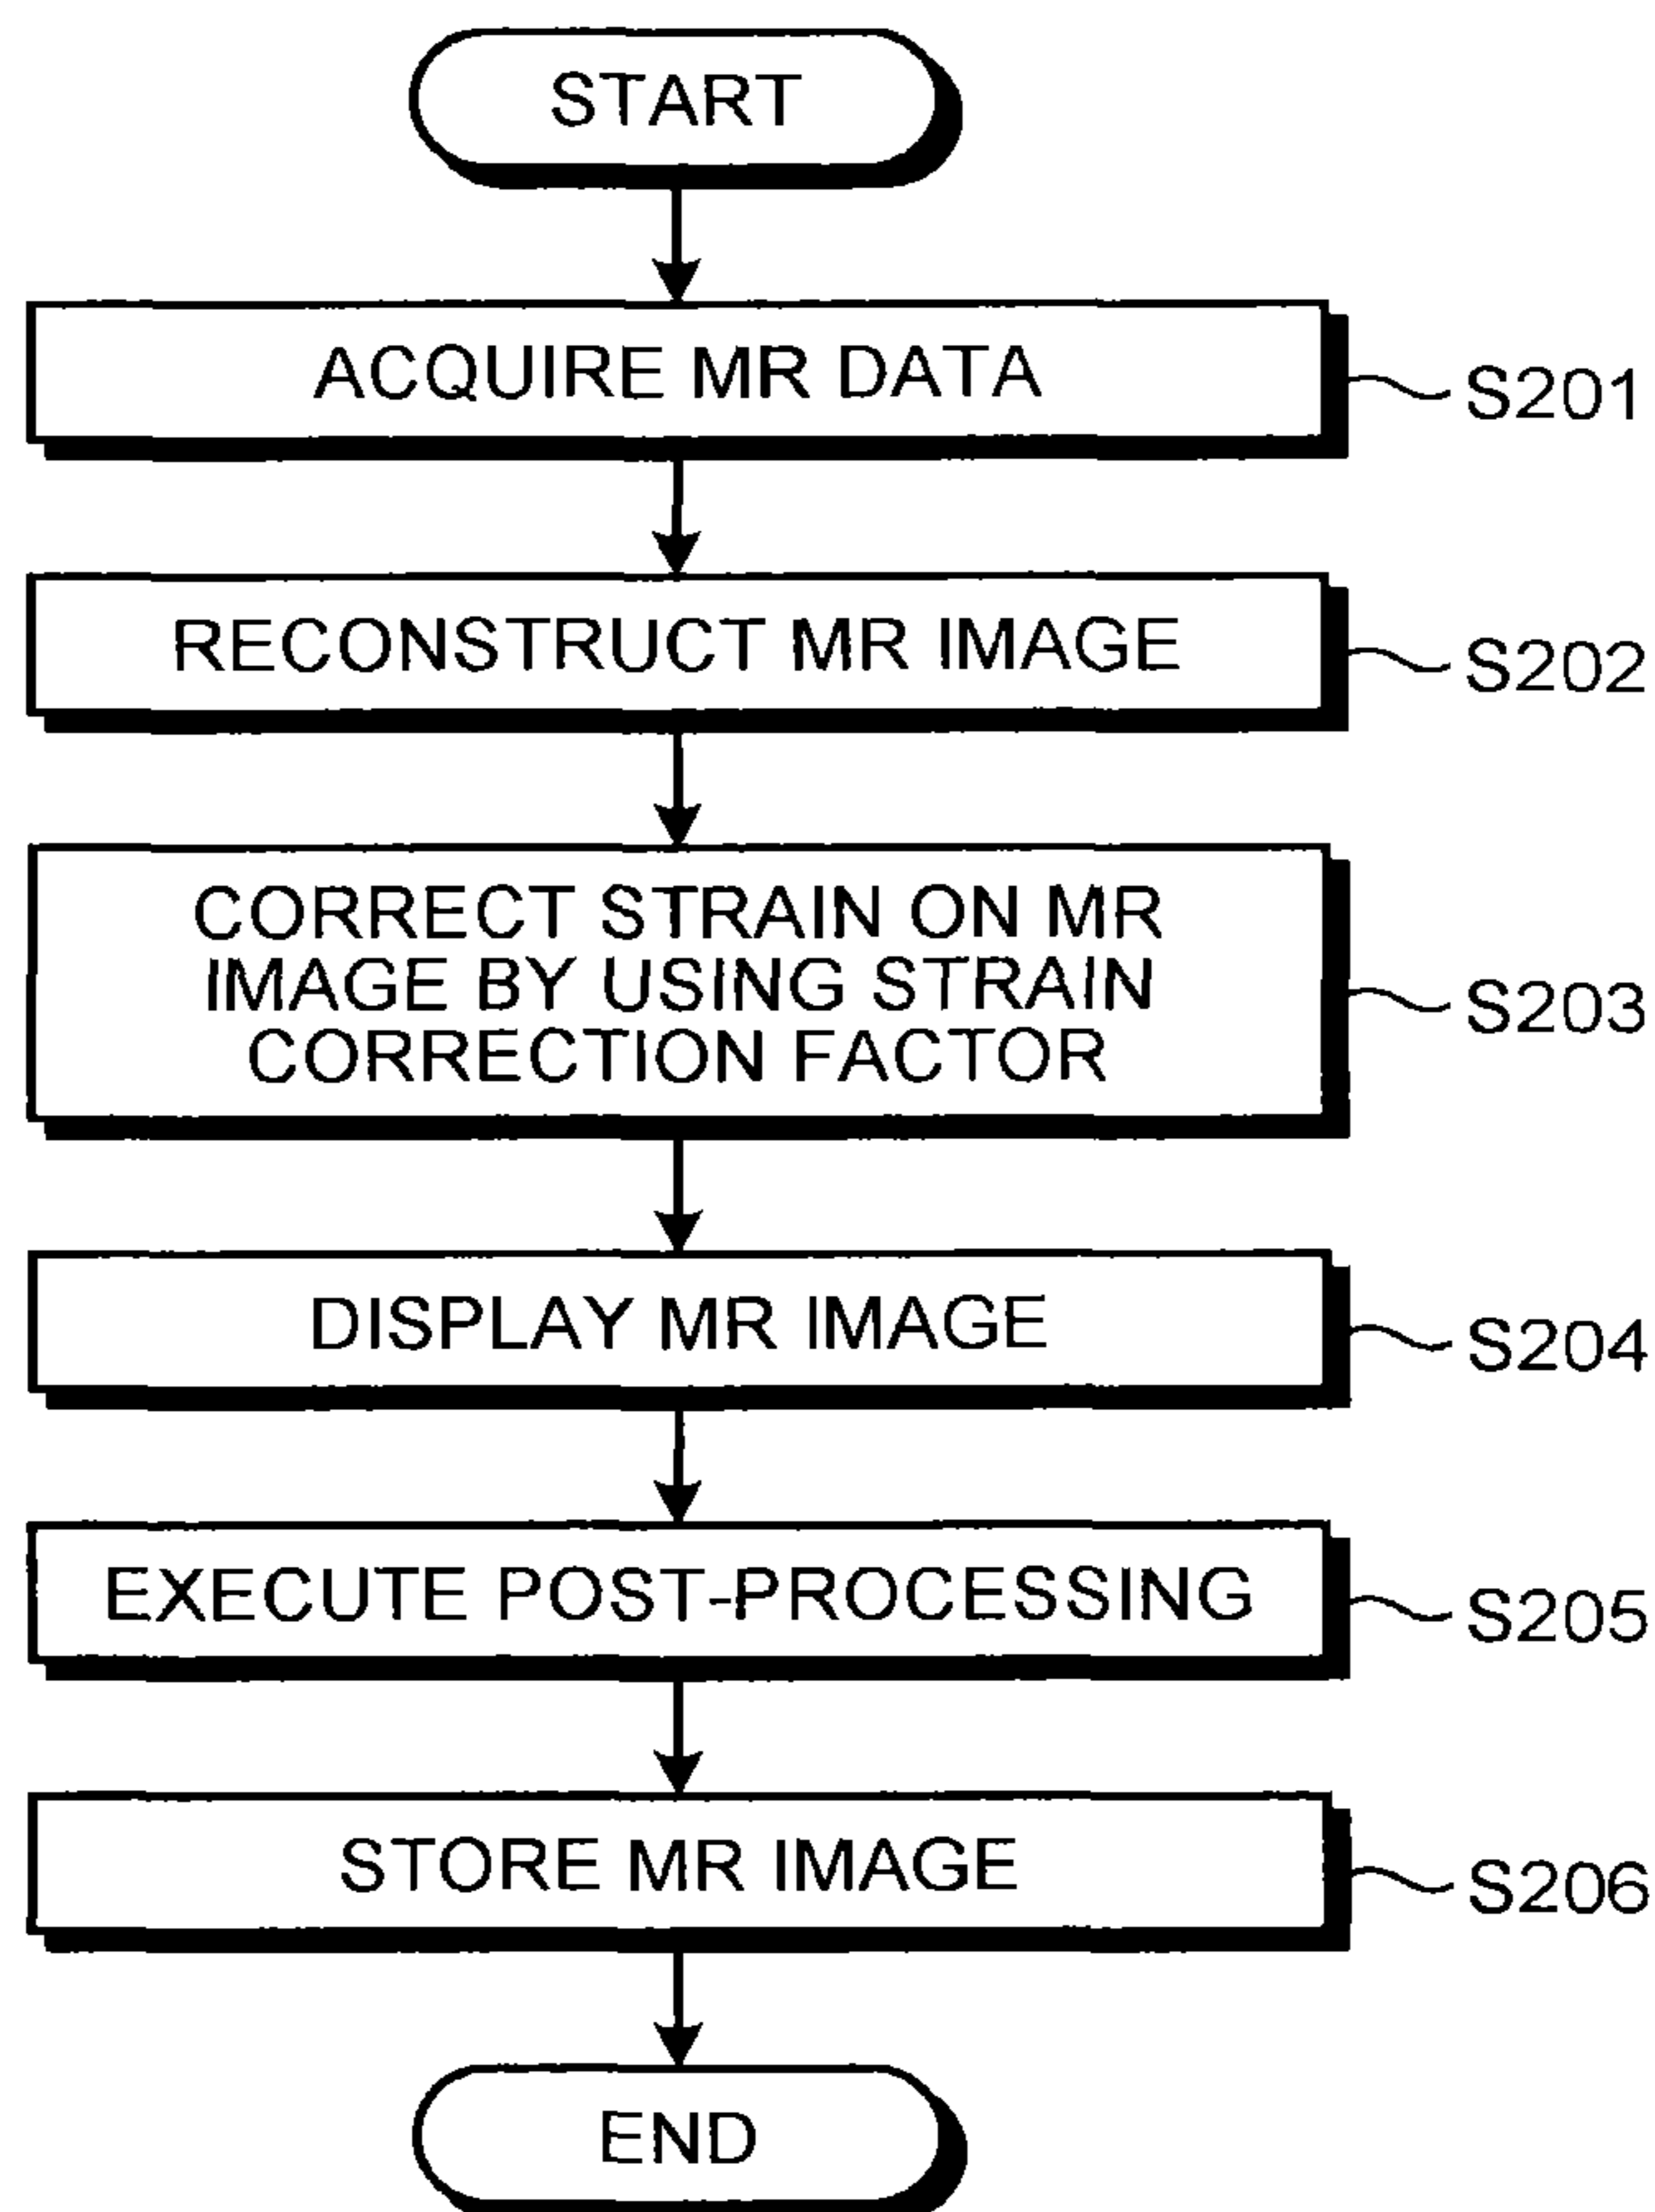 START
ACQUIRE MR DATA
S201
RECONSTRUCT MR IMAGE
S202
CORRECT STRAIN ON MR
IMAGE BY USING STRAIN
CORRECTION FACTOR
S203
DISPLAY MR IMAGE
S204
EXECUTE POST-PROCESSING
S205
STORE MR IMAGE
S206
END